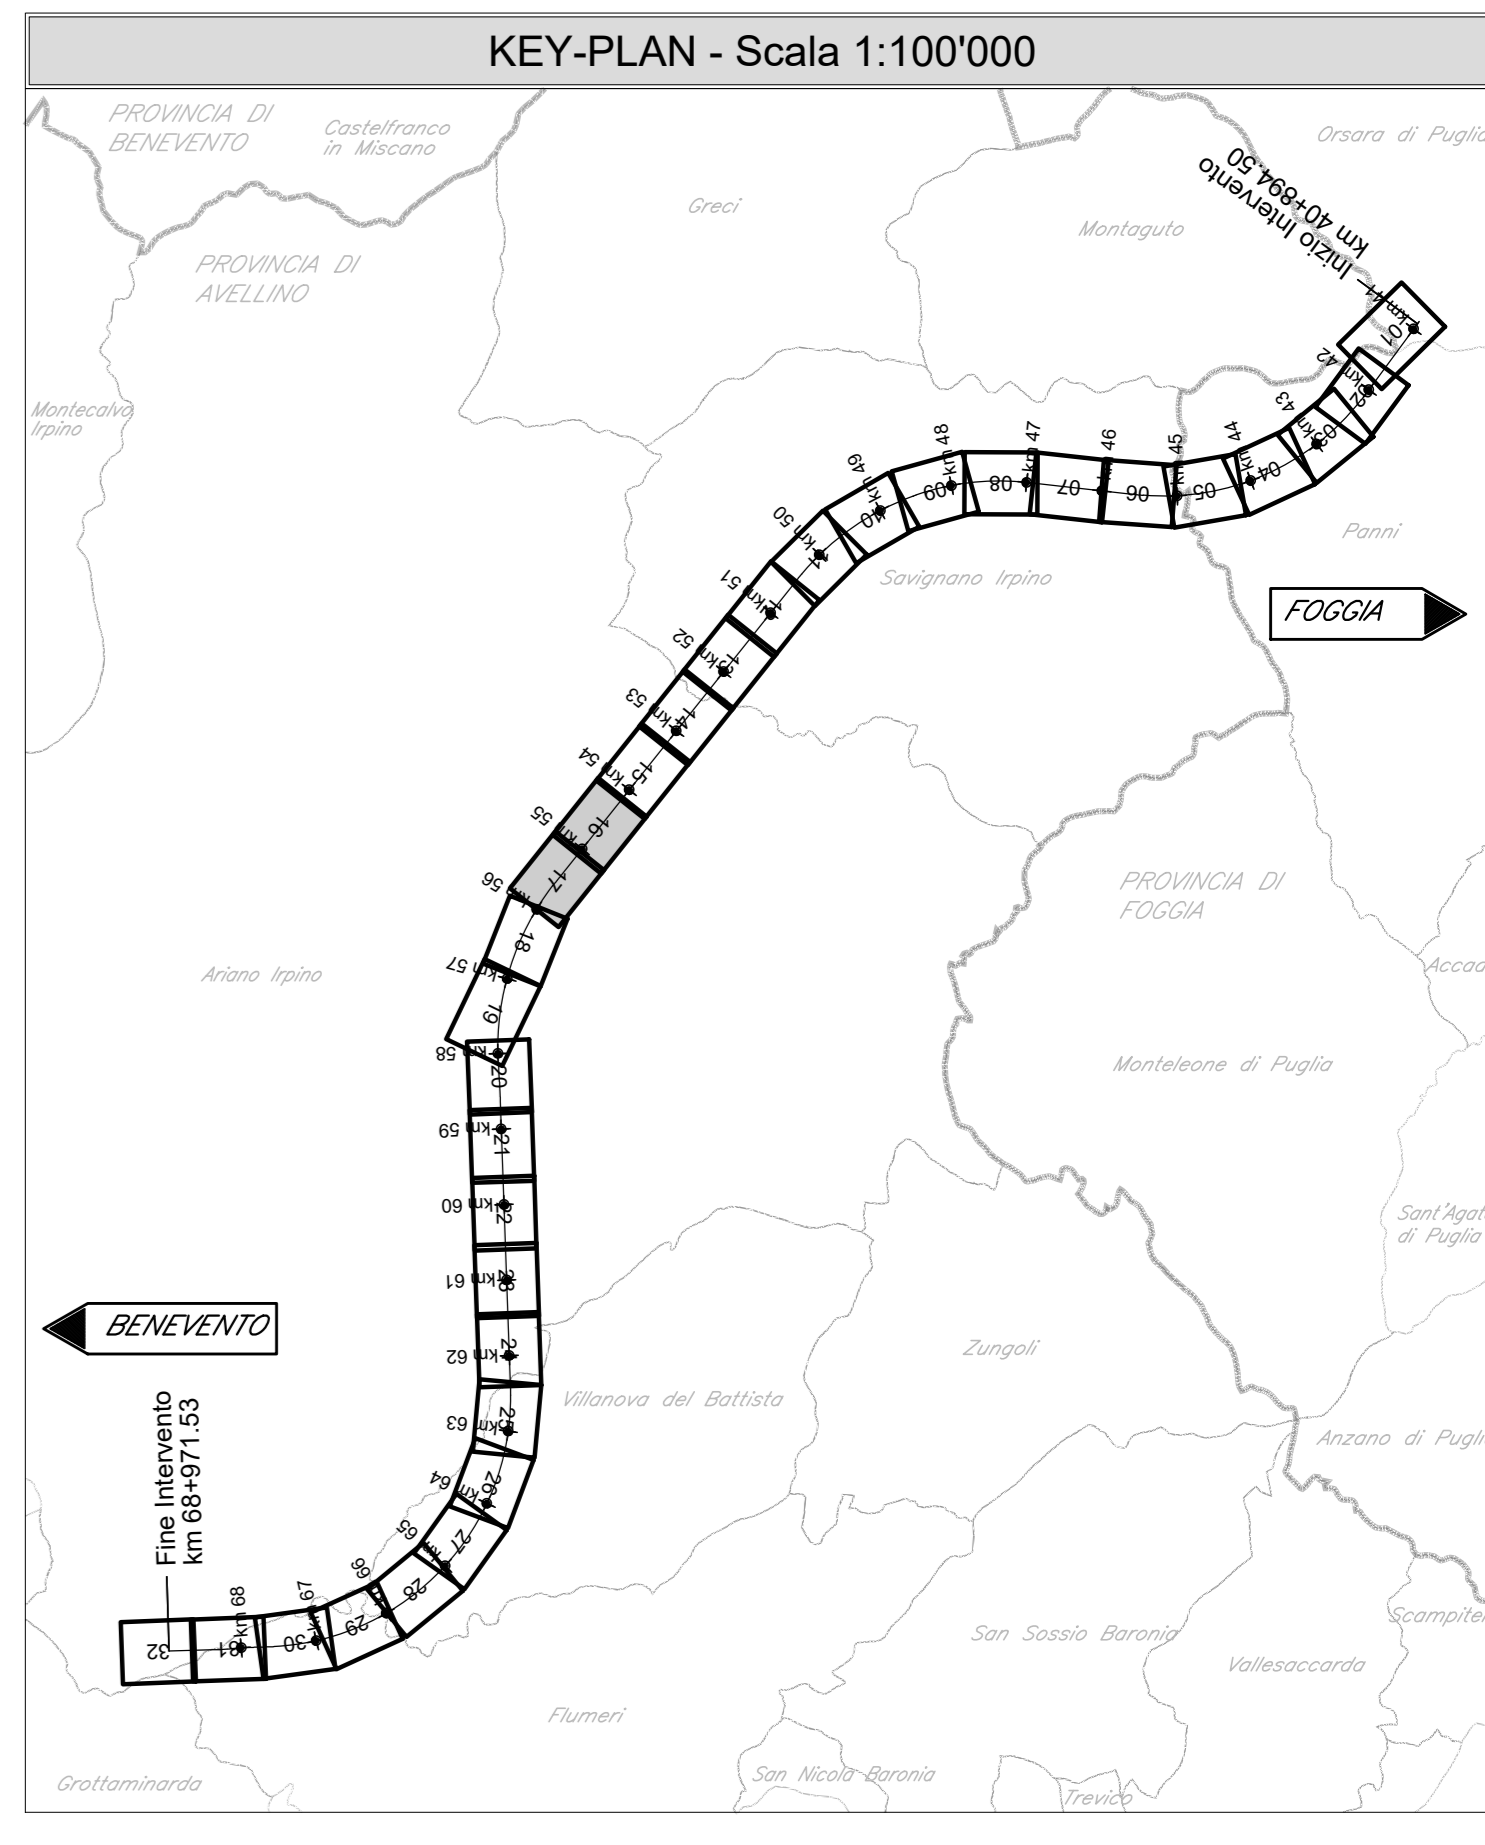 KEY-PLAN - Scala 1:100'000
PROVINCIA DI
BENEVENTO
Castelfranco
in Miscano
Orsara di Puglia
Greci
Montaguto
Inizio Intervento
km 40+894.50
PROVINCIA DI
AVELLINO
Montecalvo
Irpino
km 41
01
km 42
02
km 43
03
km 44
04
km 45
05
km 46
06
km 47
07
08
km 48
09
km 49
10
km 50
11
km 51
12
km 52
13
km 53
14
km 54
15
km 55
16
km 56
17
18
km 57
19
km 58
20
km 59
21
km 60
22
km 61
23
km 62
24
km 63
25
km 64
26
km 65
27
km 66
28
29
km 67
30
km 68
31
32
Savignano Irpino
Panni
FOGGIA
PROVINCIA DI
FOGGIA
Accad
Ariano Irpino
Monteleone di Puglia
Sant'Agat
di Puglia
BENEVENTO
Zungoli
Villanova del Battista
Anzano di Pugli
Fine Intervento
km 68+971.53
San Sossio Baronia
Scampite
Vallesaccarda
Flumeri
Grottaminarda
San Nicola Baronia
Trevico